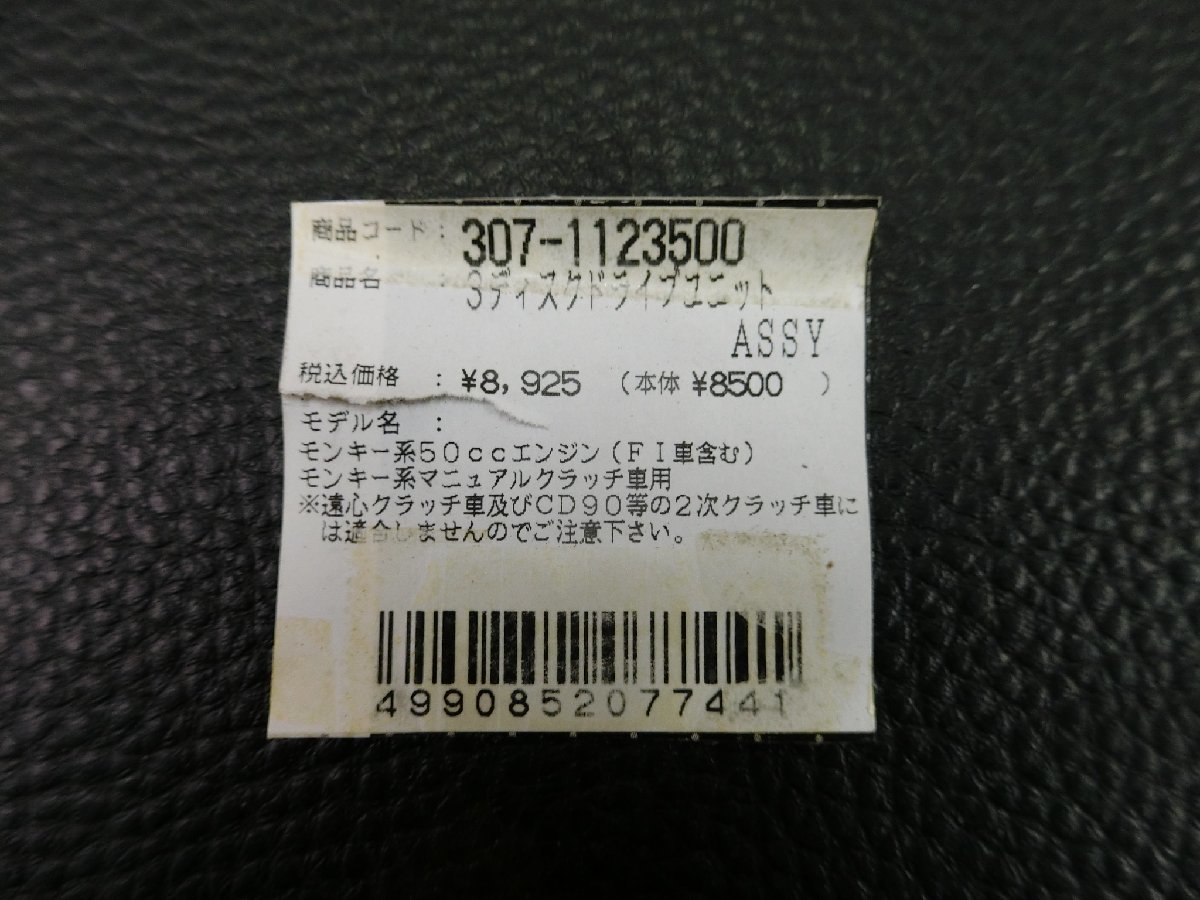 商品コード : 307-1123500
商品名 : 3ディスクドライブユニット
ASSY
税込価格 : ¥8,925 (本体 ¥8500 )
モデル名 :
モンキー系50ccエンジン(FI車含む)
モンキー系マニュアルクラッチ車用
※遠心クラッチ車及びCD90等の2次クラッチ車に
は適合しませんのでご注意下さい。
4990852077441